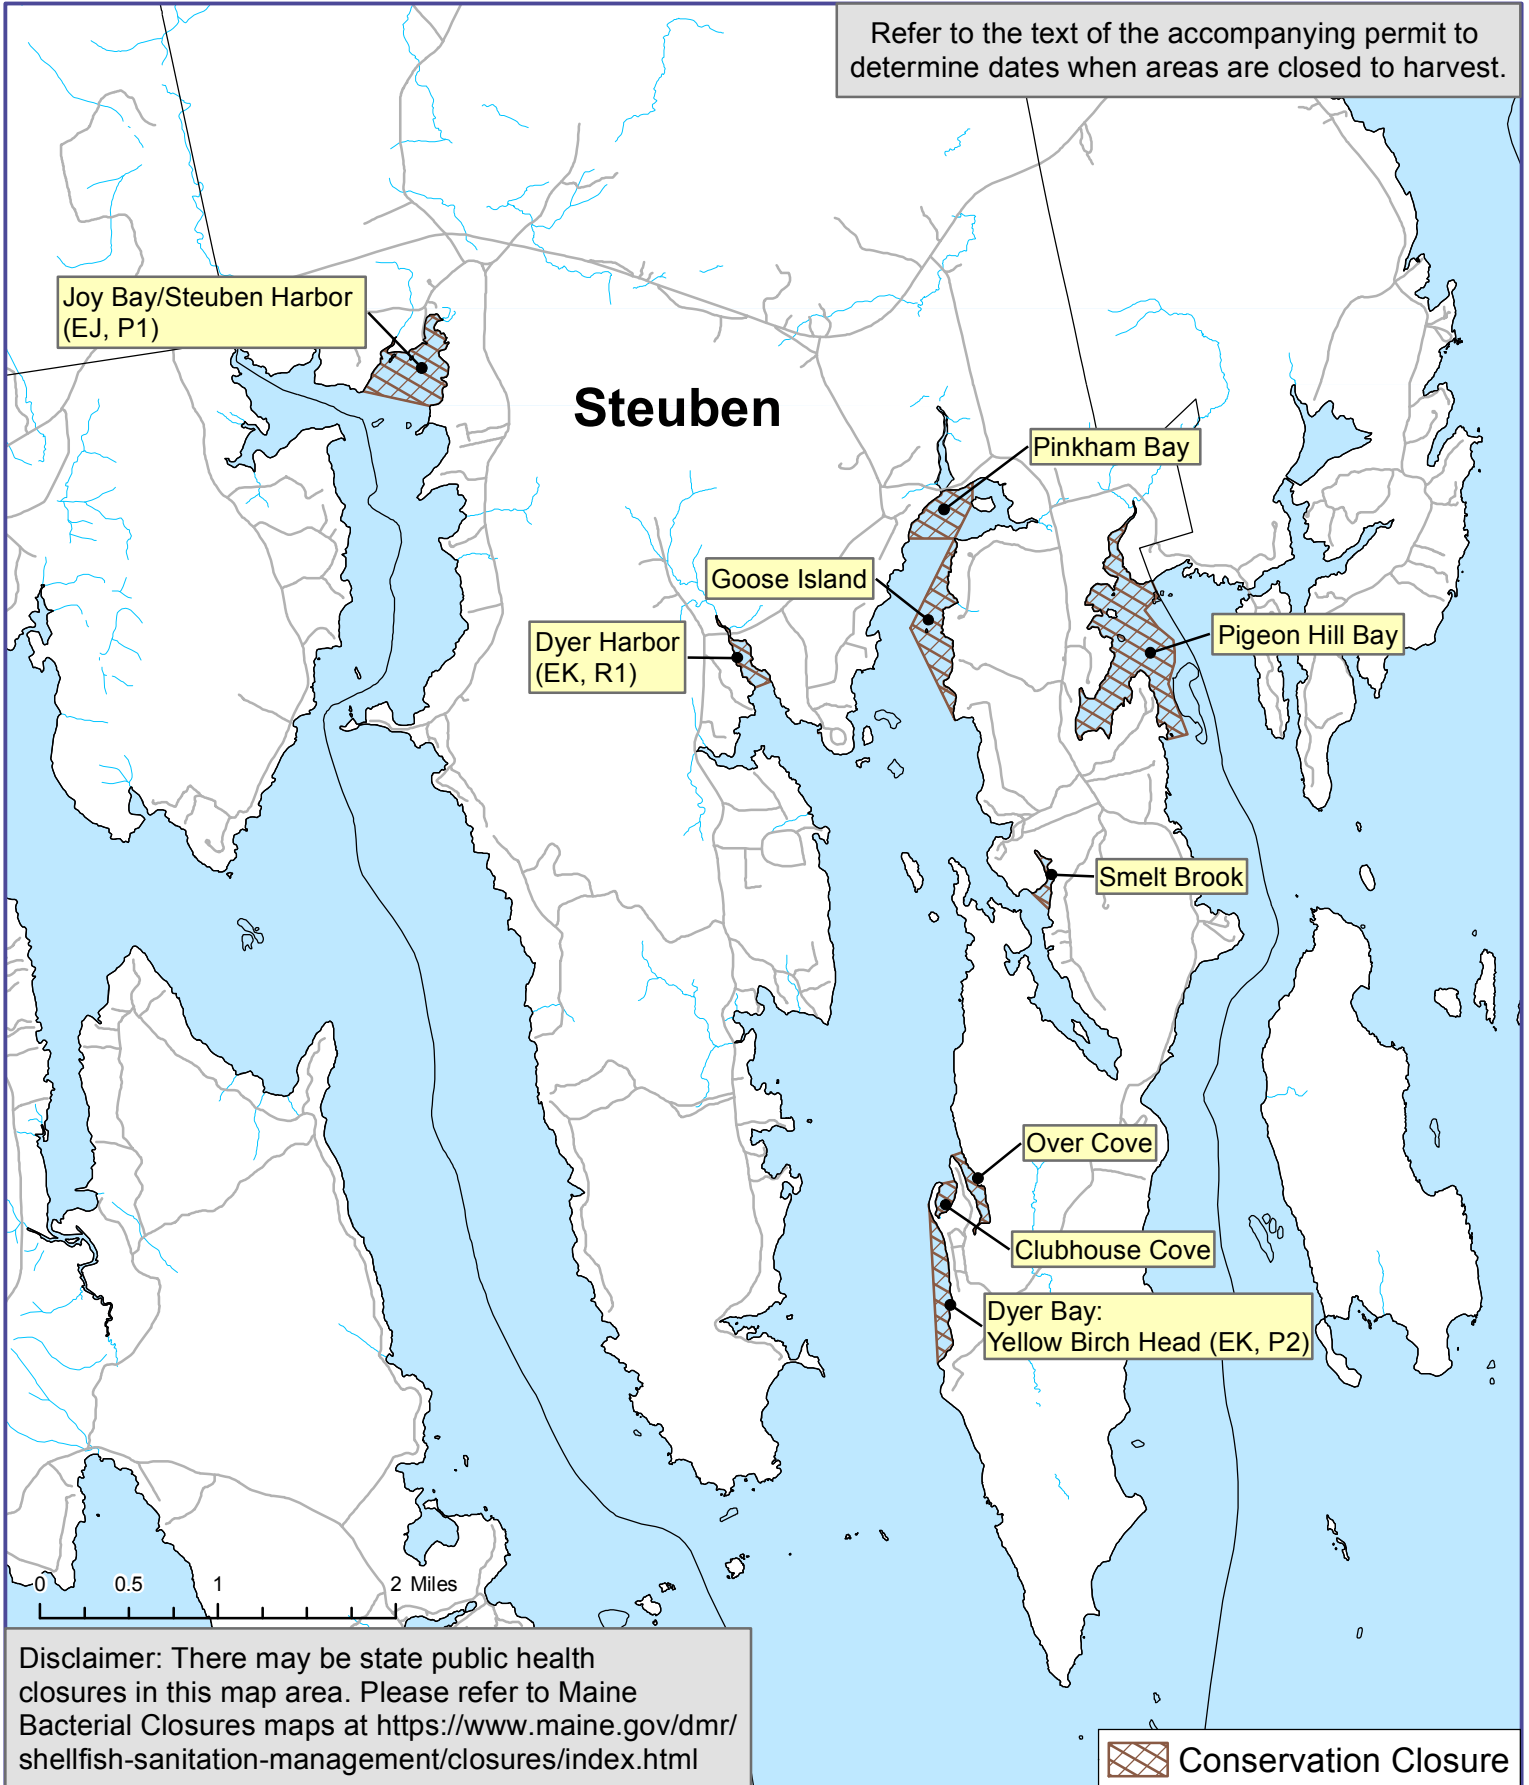 Refer to the text of the accompanying permit to
determine dates when areas are closed to harvest.
Joy Bay/Steuben Harbor
(EJ, P1)
Steuben
Pinkham Bay
Goose Island
Dyer Harbor
(EK, R1)
Pigeon Hill Bay
Smelt Brook
Over Cove
Clubhouse Cove
Dyer Bay:
Yellow Birch Head (EK, P2)
0 0.5 1 2 Miles
Disclaimer: There may be state public health
closures in this map area. Please refer to Maine
Bacterial Closures maps at https://www.maine.gov/dmr/
shellfish-sanitation-management/closures/index.html
Conservation Closure